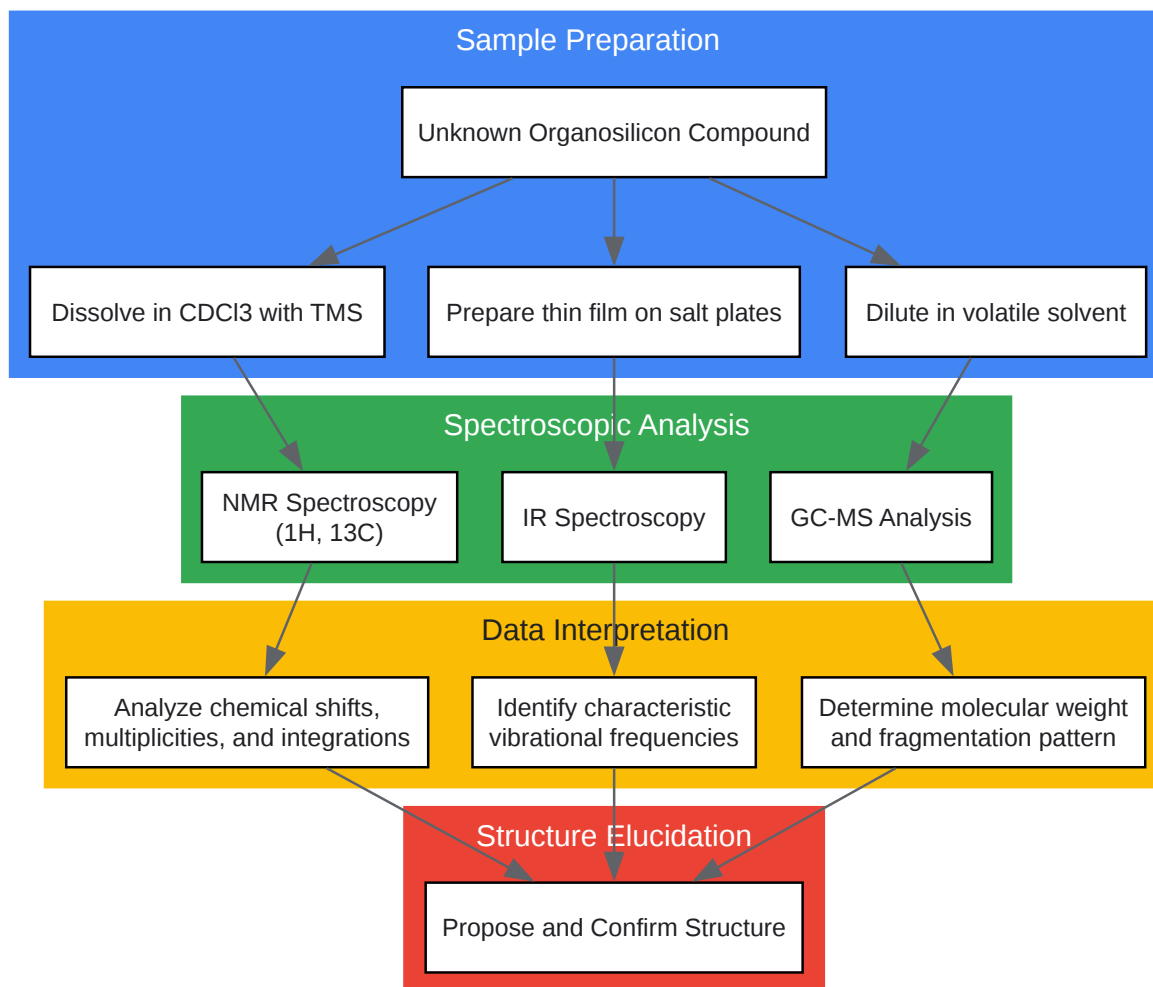 Sample Preparation
Unknown Organosilicon Compound
Dissolve in CDCl3 with TMS
Prepare thin film on salt plates
Dilute in volatile solvent
Spectroscopic Analysis
NMR Spectroscopy
(1H, 13C)
IR Spectroscopy
GC-MS Analysis
Data Interpretation
Analyze chemical shifts,
multiplicities, and integrations
Identify characteristic
vibrational frequencies
Determine molecular weight
and fragmentation pattern
Structure Elucidation
Propose and Confirm Structure